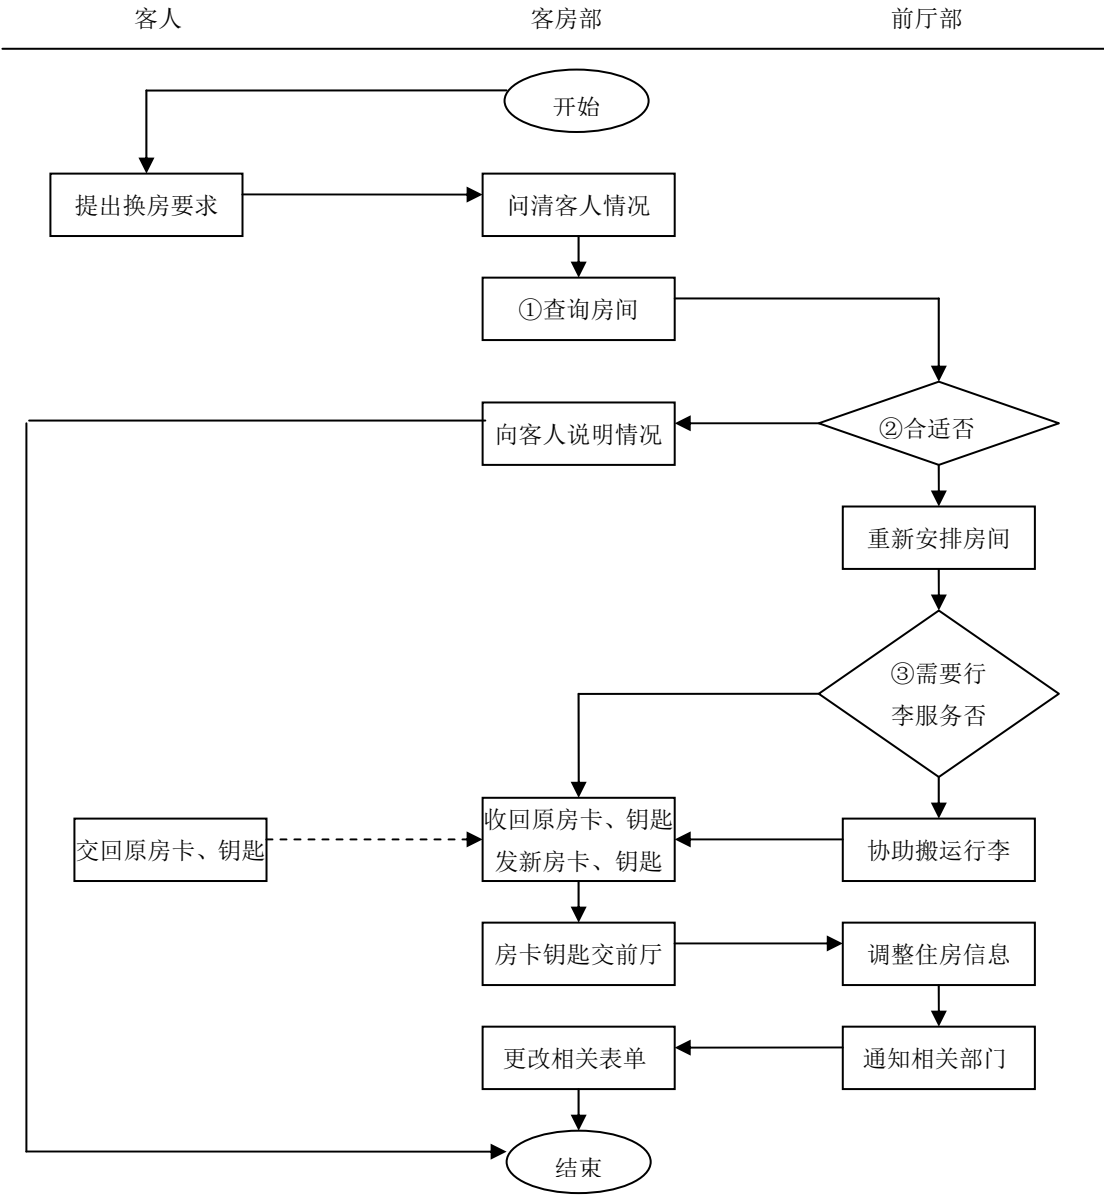 客人
客房部
前厅部
开始
提出换房要求
问清客人情况
①查询房间
向客人说明情况
②合适否
重新安排房间
③需要行
李服务否
交回原房卡、钥匙
收回原房卡、钥匙
发新房卡、钥匙
协助搬运行李
房卡钥匙交前厅
调整住房信息
更改相关表单
通知相关部门
结束